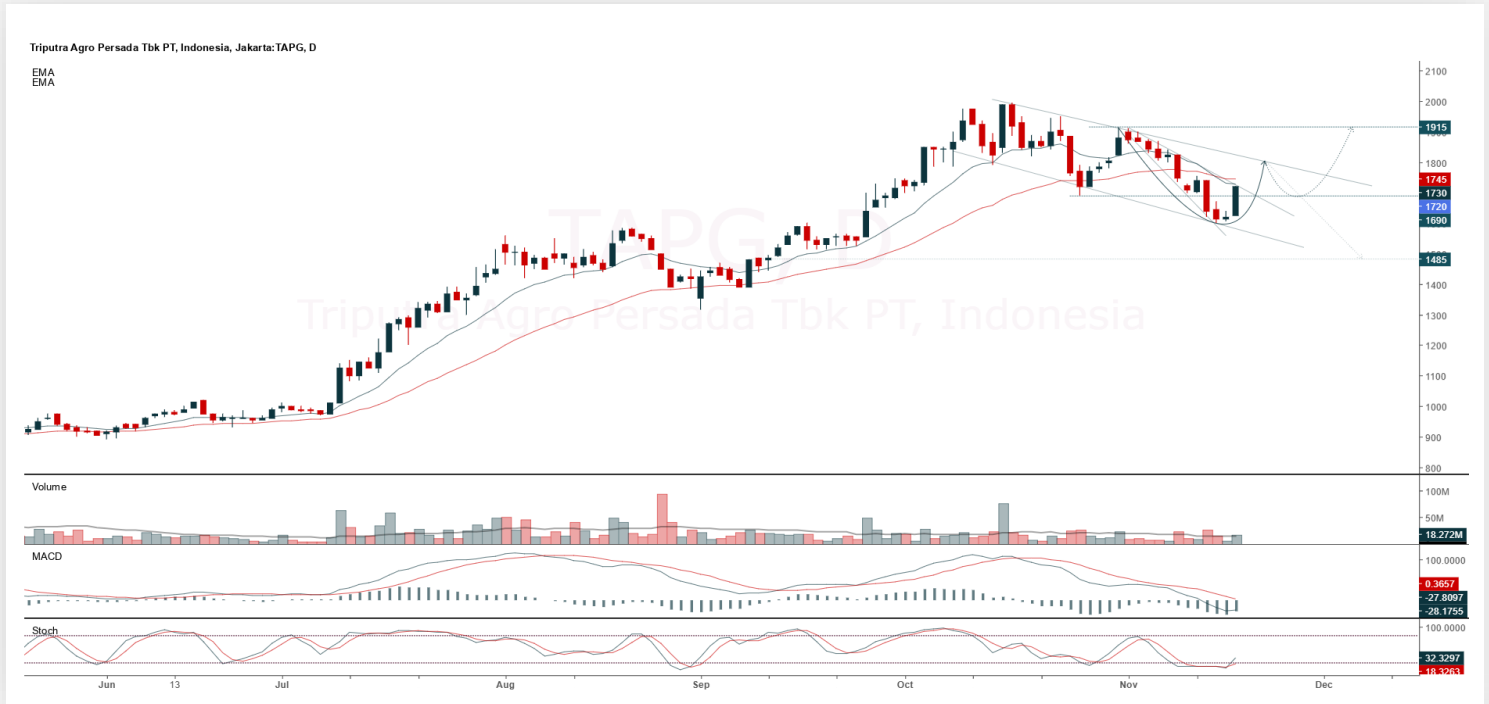 Triputra Agro Persada Tbk PT, Indonesia, Jakarta:TAPG, D
EMA
EMA
TAPG, D
Triputra Agro Persada Tbk PT, Indonesia
2100
2000
1915
1800
1745
1730
1720
1690
1485
1400
1300
1200
1100
1000
900
800
Volume
100M
50M
18.272M
MACD
100.0000
0.3657
-27.8097
-28.1755
Stoch
100.0000
32.3297
18.3263
Jun 13 Jul Aug Sep Oct Nov Dec